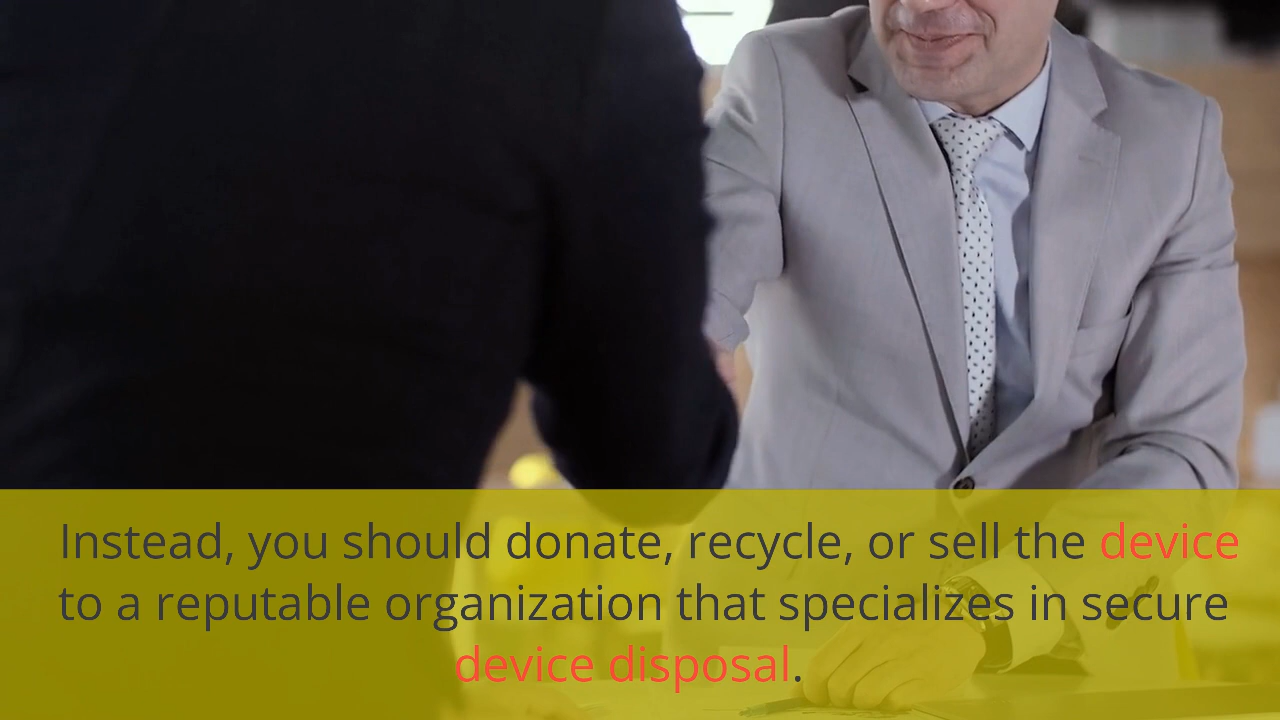 Instead, you should donate, recycle, or sell the device
to a reputable organization that specializes in secure
device disposal.